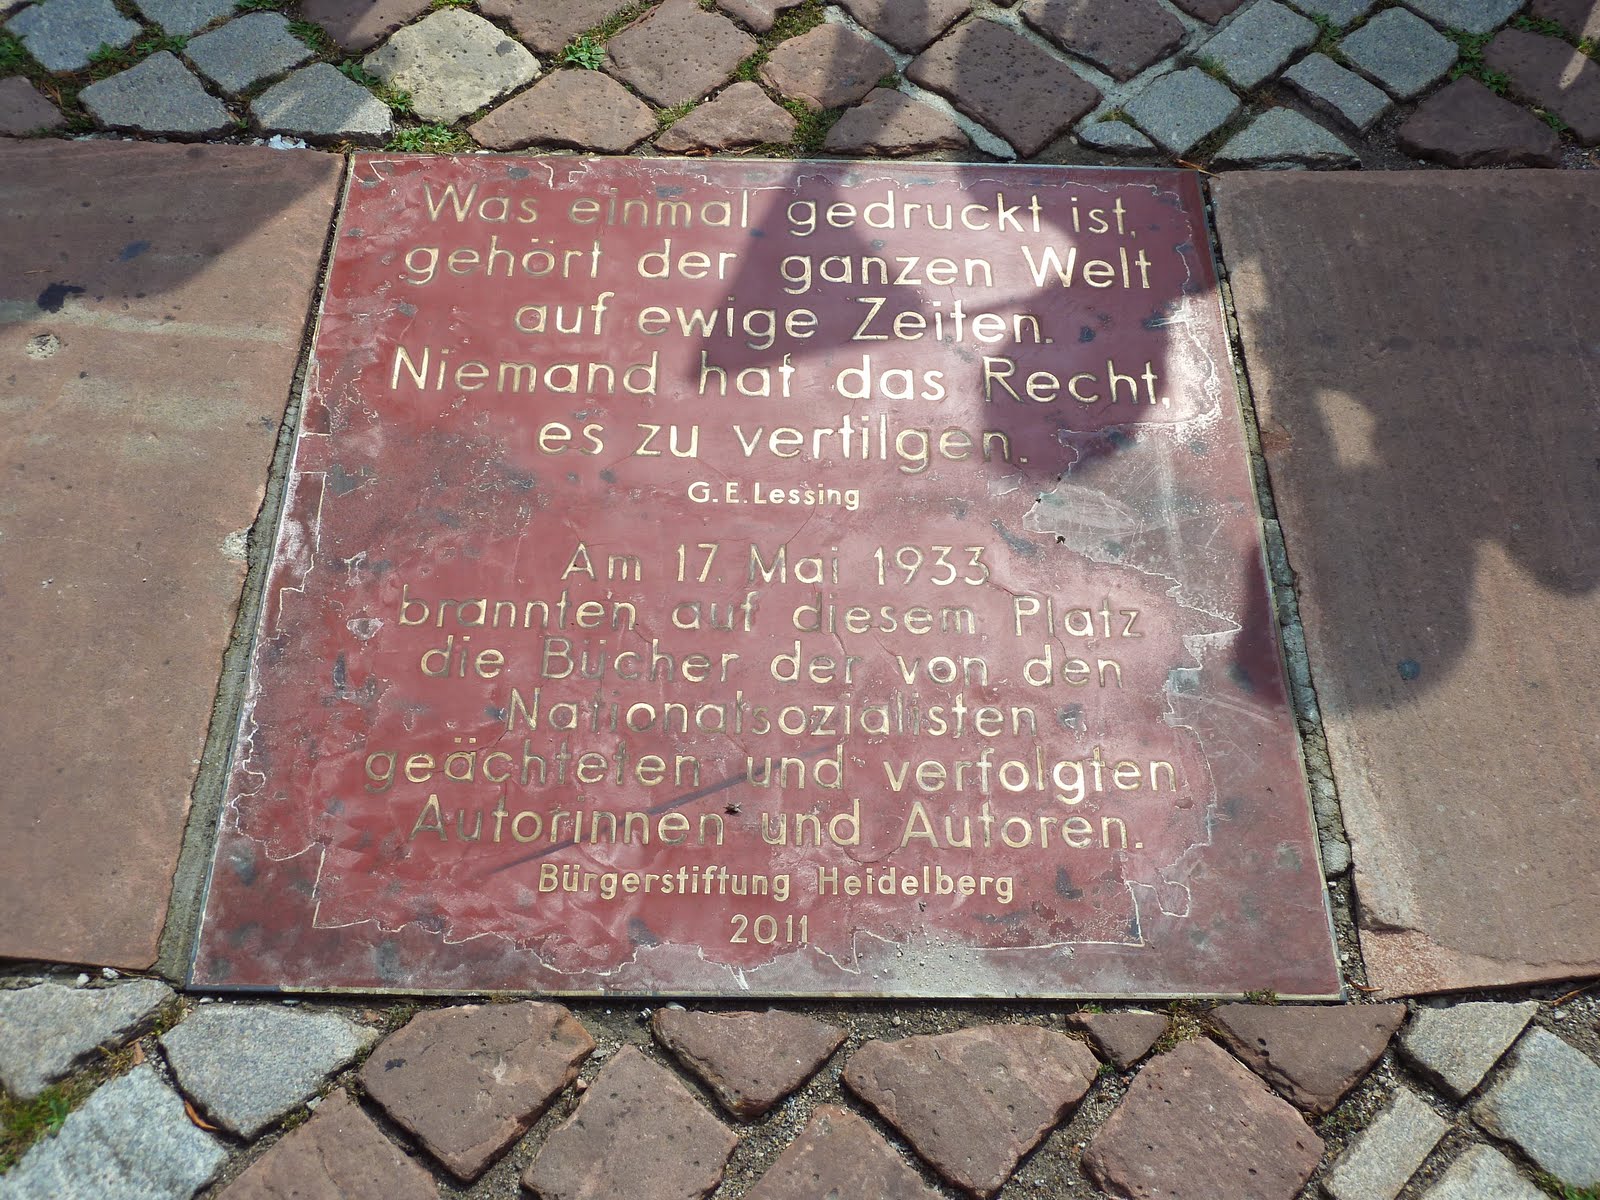 Was einmal gedruckt ist,
gehört der ganzen Welt
auf ewige Zeiten.
Niemand hat das Recht,
es zu vertilgen.
G.E.Lessing
Am 17. Mai 1933
brannten auf diesem Platz
die Bücher der von den
Nationalsozialisten
geächteten und verfolgten
Autorinnen und Autoren.
Bürgerstiftung Heidelberg
2011